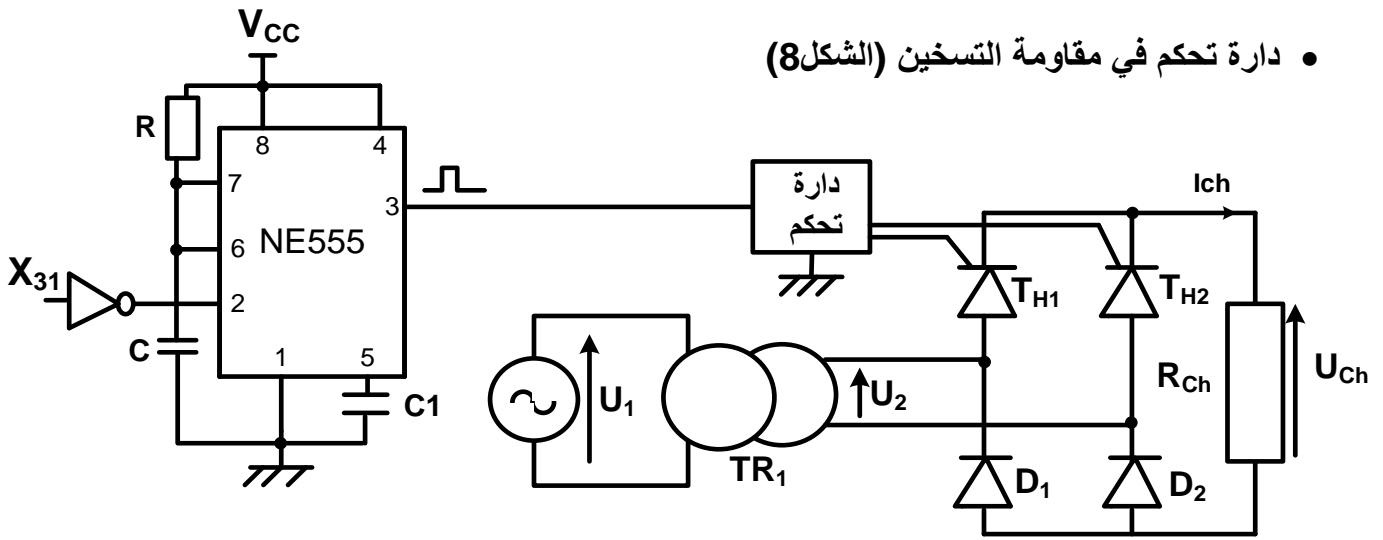 • دارة تحكم في مقاومة التسخين (الشكل8)
VCC
R
8 4
7
3
6
NE555
X31
2
C
1 5
C1
دارة
تحكم
Ich
TH1 TH2
U1
U2
TR1
RCh
UCh
D1 D2